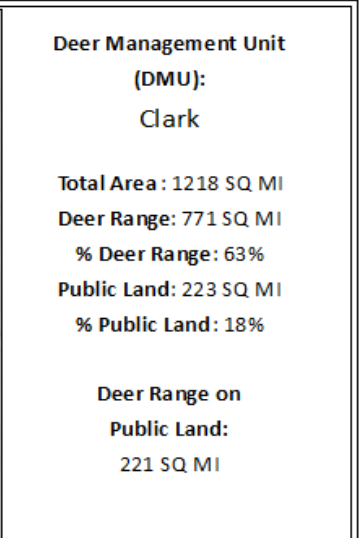 Deer Management Unit
(DMU):
Clark
Total Area: 1218 SQ MI
Deer Range: 771 SQ MI
% Deer Range: 63%
Public Land: 223 SQ MI
% Public Land: 18%
Deer Range on
Public Land:
221 SQ MI